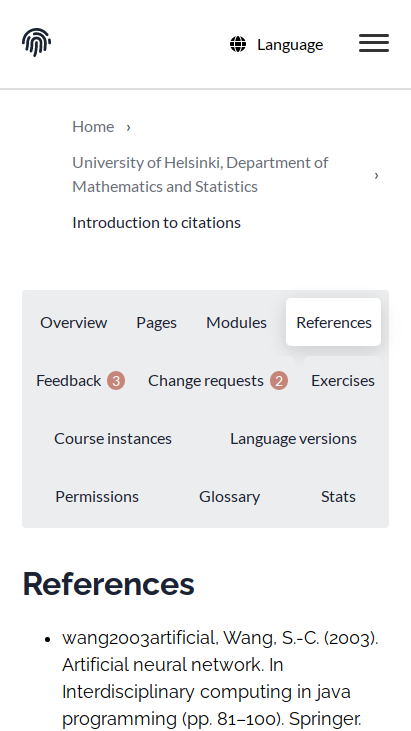 Language
Home ›
University of Helsinki, Department of
Mathematics and Statistics ›
Introduction to citations
Overview Pages Modules References
Feedback 3 Change requests 2 Exercises
Course instances Language versions
Permissions Glossary Stats
References
• wang2003artificial, Wang, S.-C. (2003).
Artificial neural network. In
Interdisciplinary computing in java
programming (pp. 81–100). Springer.